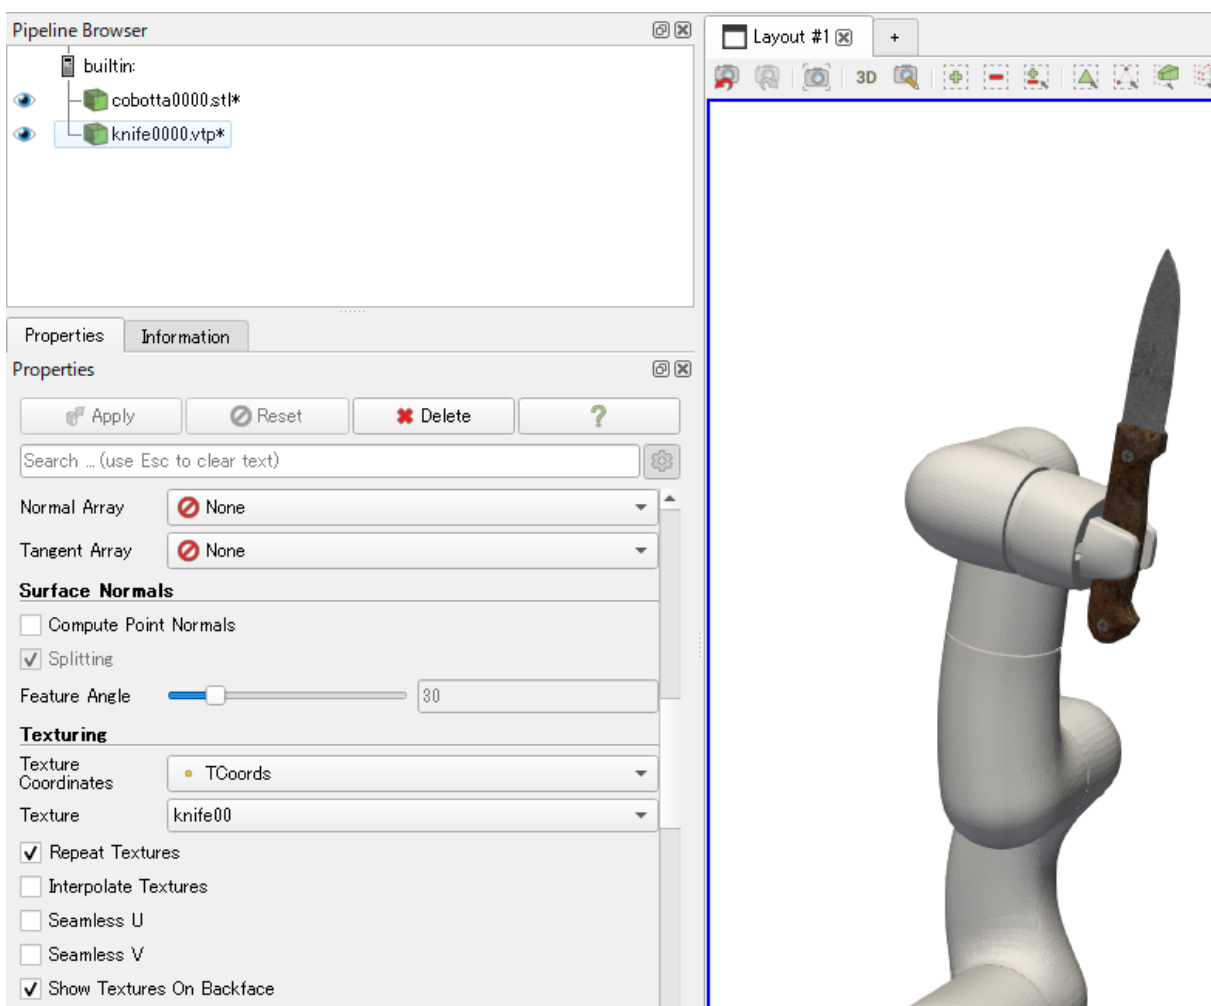 Pipeline Browser
builtin:
cobotta0000.stl*
knife0000.vtp*
Properties
Information
Properties
Apply
Reset
Delete
?
Search ... (use Esc to clear text)
Normal Array
None
Tangent Array
None
Surface Normals
Compute Point Normals
Splitting
Feature Angle
30
Texturing
Texture
Coordinates
TCoords
Texture
knife00
Repeat Textures
Interpolate Textures
Seamless U
Seamless V
Show Textures On Backface
Layout #1
+
3D